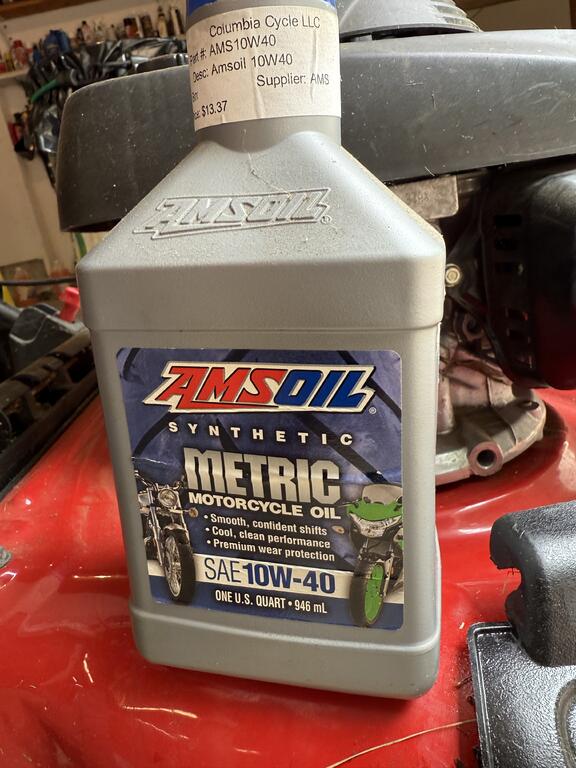 Columbia Cycle LLC
Part #: AMS10W40
Desc: Amsoil 10W40
Supplier: AMS
$13.37
AMSOIL
AMSOIL®
SYNTHETIC
METRIC
MOTORCYCLE OIL
• Smooth, confident shifts
• Cool, clean performance
• Premium wear protection
SAE 10W-40
ONE U.S. QUART • 946 mL